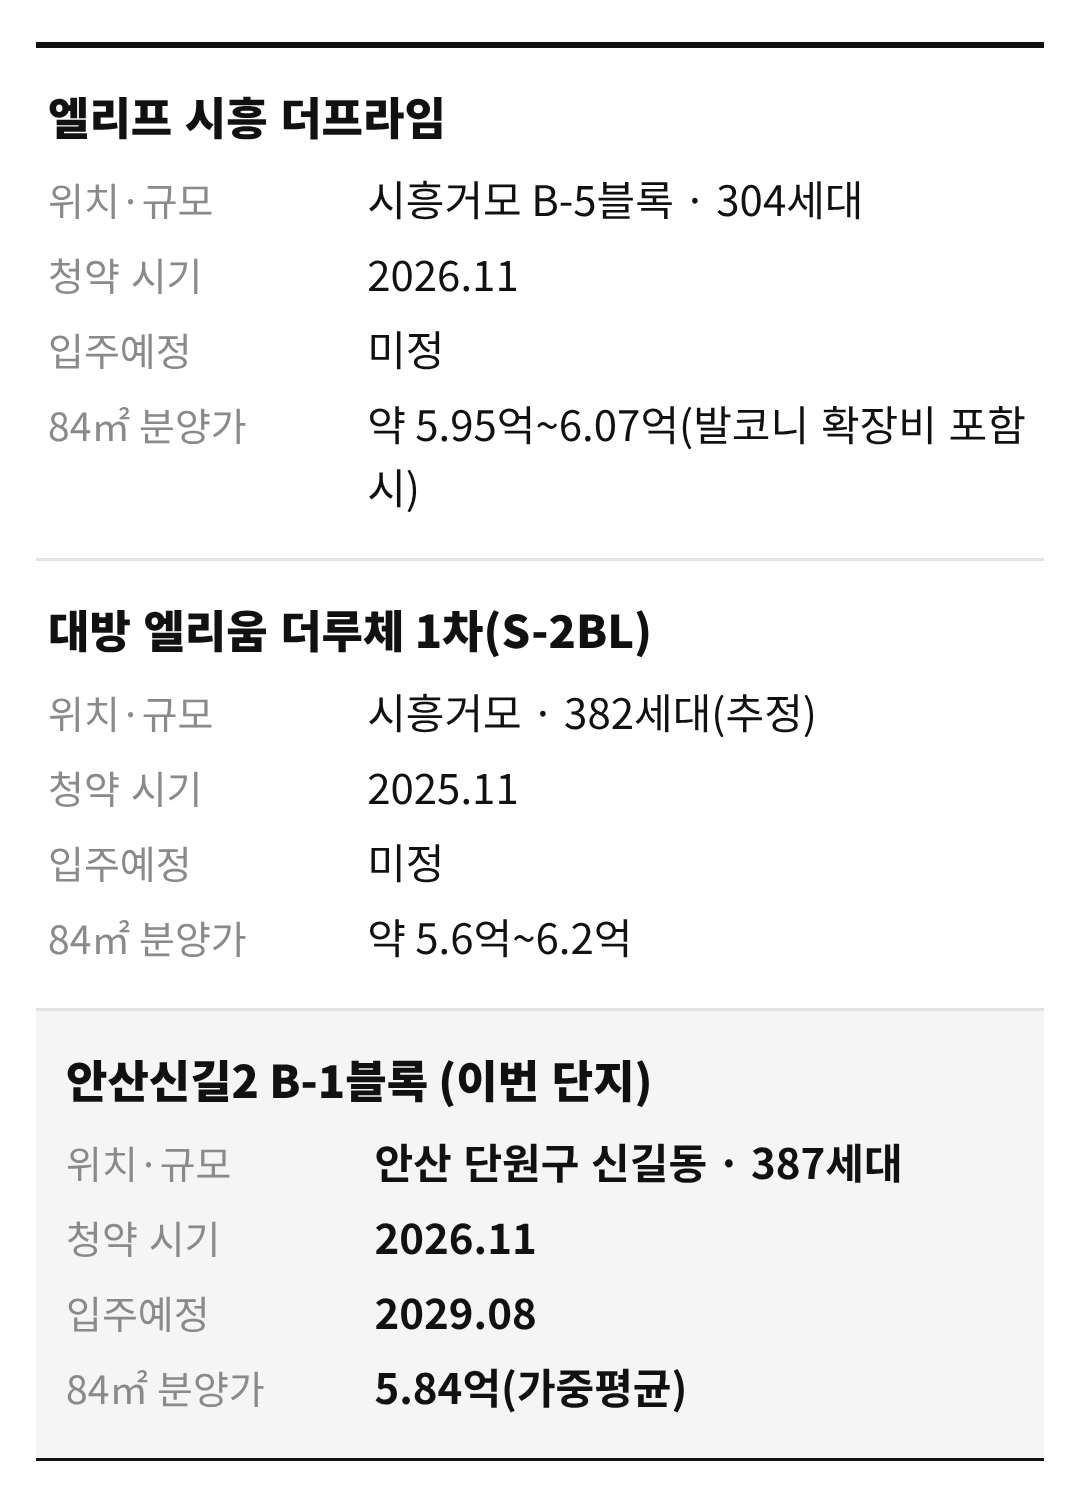 엘리프 시흥 더프라임
위치·규모 시흥거모 B-5블록 · 304세대
청약 시기 2026.11
입주예정 미정
84㎡ 분양가 약 5.95억~6.07억(발코니 확장비 포함
시)
대방 엘리움 더루체 1차(S-2BL)
위치·규모 시흥거모 · 382세대(추정)
청약 시기 2025.11
입주예정 미정
84㎡ 분양가 약 5.6억~6.2억
안산신길2 B-1블록 (이번 단지)
위치·규모 안산 단원구 신길동 · 387세대
청약 시기 2026.11
입주예정 2029.08
84㎡ 분양가 5.84억(가중평균)